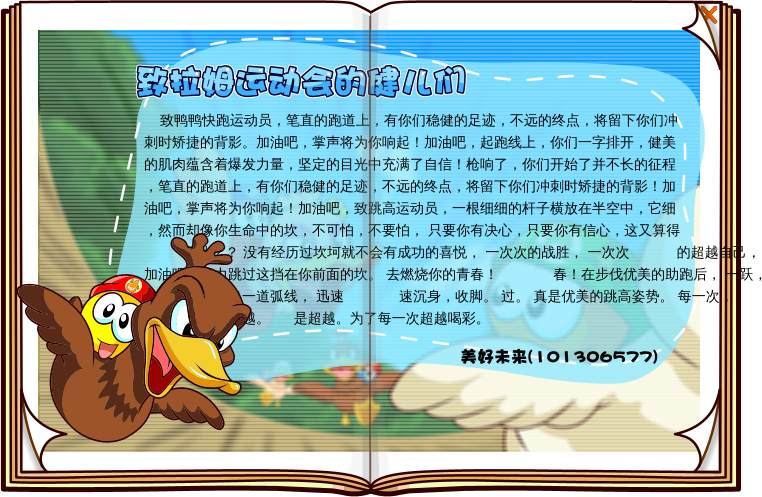 致拉姆运动会的健儿们
致鸭鸭快跑运动员，笔直的跑道上，有你们稳健的足迹，不远的终点，将留下你们冲
刺时矫捷的背影。加油吧，掌声将为你响起！加油吧，起跑线上，你们一字排开，健美
的肌肉蕴含着爆发力量，坚定的目光中充满了自信！枪响了，你们开始了并不长的征程
，笔直的跑道上，有你们稳健的足迹，不远的终点，将留下你们冲刺时矫捷的背影！加
油吧，掌声将为你响起！加油吧，致跳高运动员，一根细细的杆子横放在半空中，它细
，然而却像你生命中的坎，不可怕，不要怕， 只要你有决心，只要你有信心，这又算得
？ 没有经历过坎坷就不会有成功的喜悦， 一次次的战胜， 一次次 的超越自己，
加油 力跳过这挡在你前面的坎。 去燃烧你的青春！ 春！在步伐优美的助跑后， 一跃，
一道弧线， 迅速 速沉身，收脚。 过。 真是优美的跳高姿势。 每一次，
。 是超越。为了每一次超越喝彩。
美好未来(101306577)